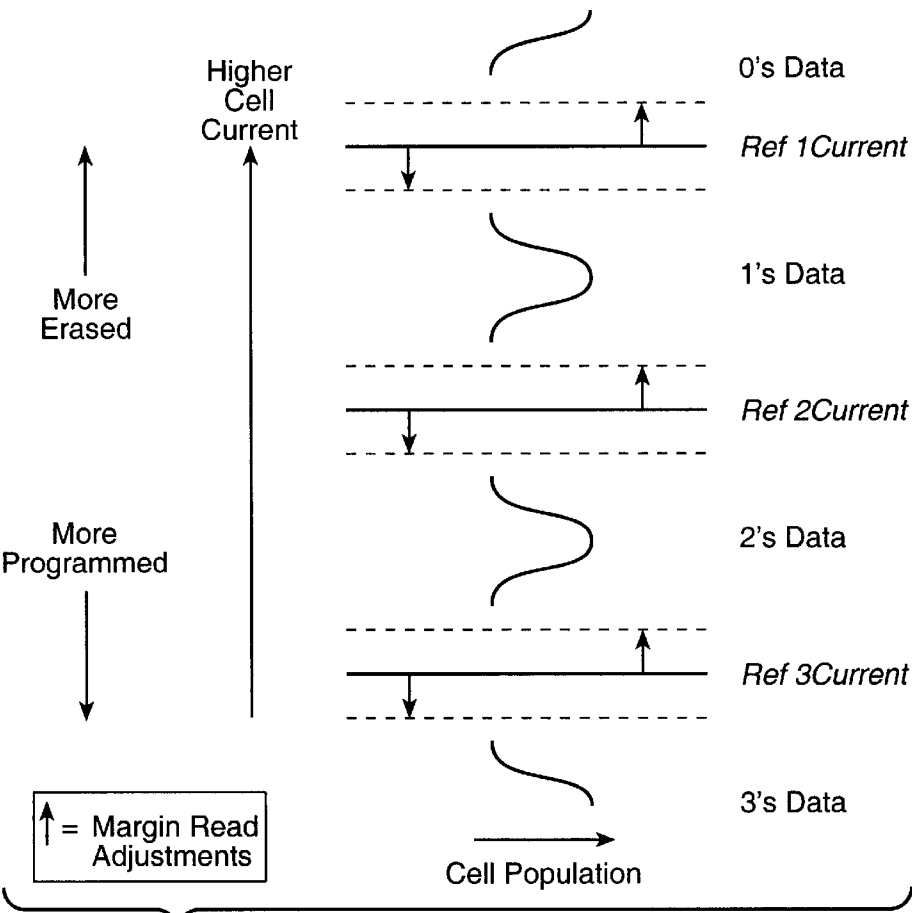 Higher
Cell
Current
0's Data
Ref 1Current
More
Erased
1's Data
Ref 2Current
More
Programmed
2's Data
Ref 3Current
3's Data
= Margin Read
Adjustments
Cell Population